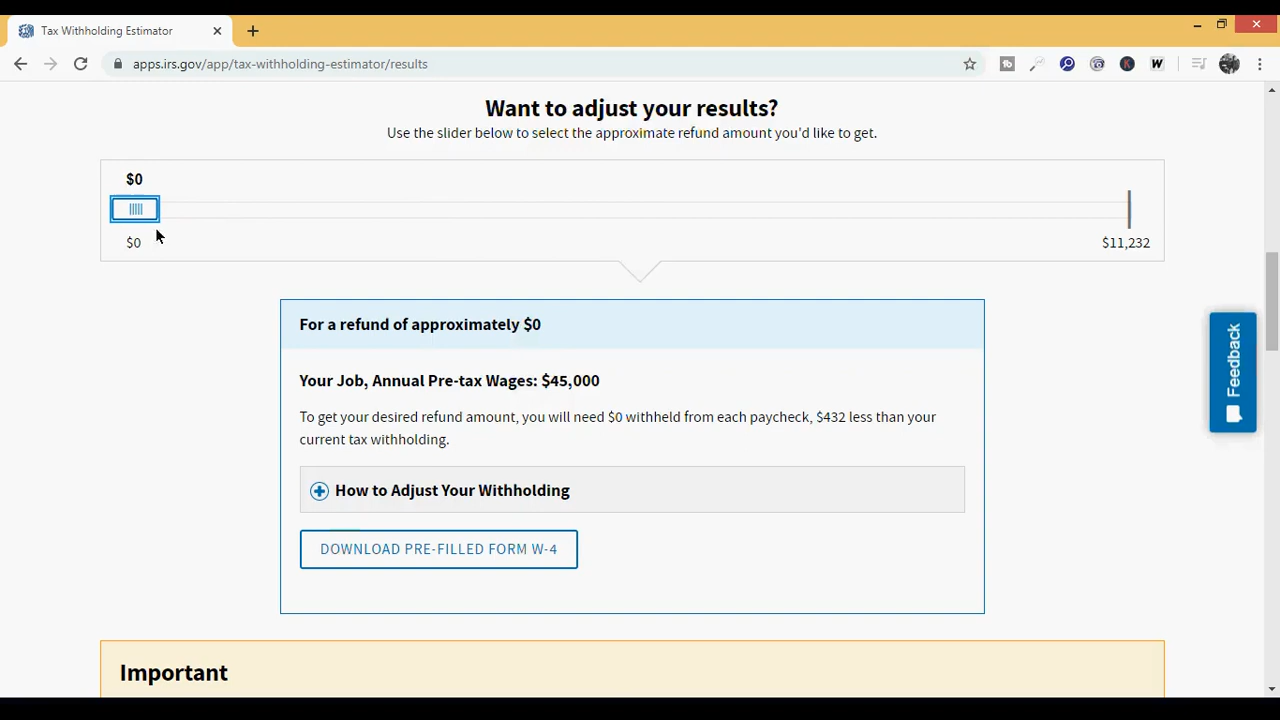 Tax Withholding Estimator
apps.irs.gov/app/tax-withholding-estimator/results
Want to adjust your results?
Use the slider below to select the approximate refund amount you'd like to get.
$0
$0
$11,232
For a refund of approximately $0
Your Job, Annual Pre-tax Wages: $45,000
To get your desired refund amount, you will need $0 withheld from each paycheck, $432 less than your
current tax withholding.
How to Adjust Your Withholding
DOWNLOAD PRE-FILLED FORM W-4
Feedback
Important